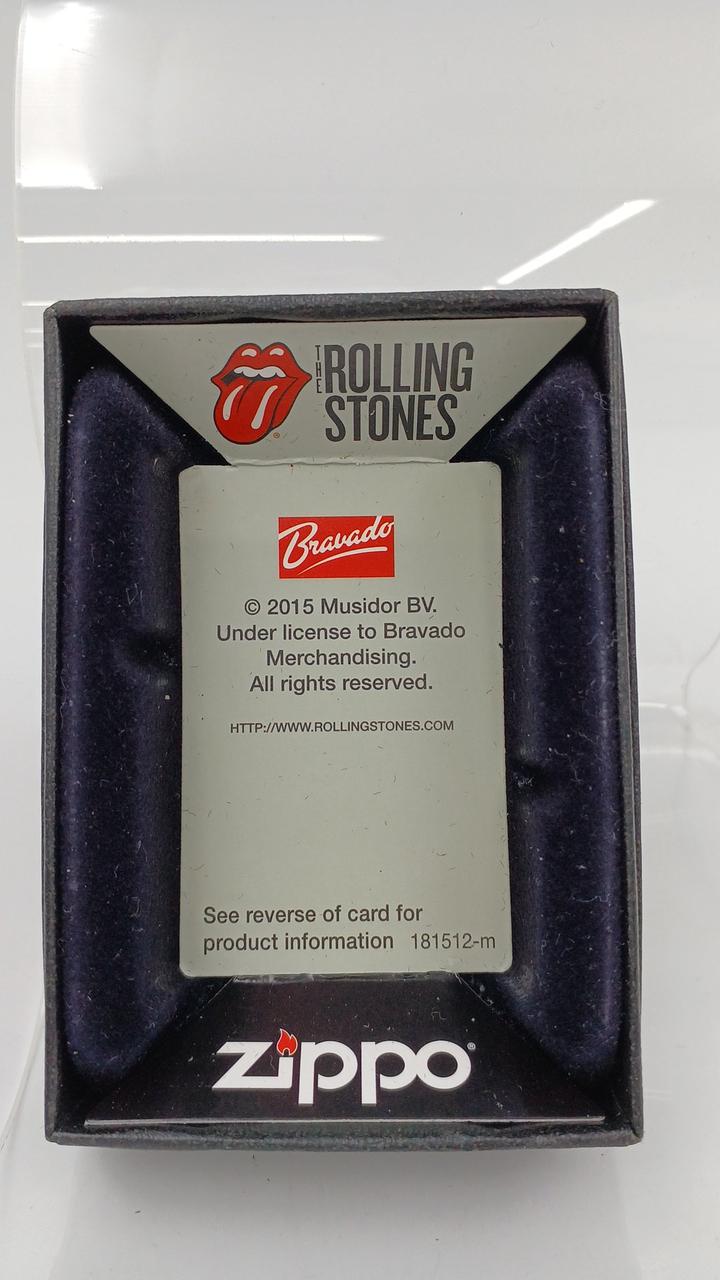 THE ROLLING
STONES
Bravado
© 2015 Musidor BV.
Under license to Bravado
Merchandising.
All rights reserved.
HTTP://WWW.ROLLINGSTONES.COM
See reverse of card for
product information 181512-m
zippo®